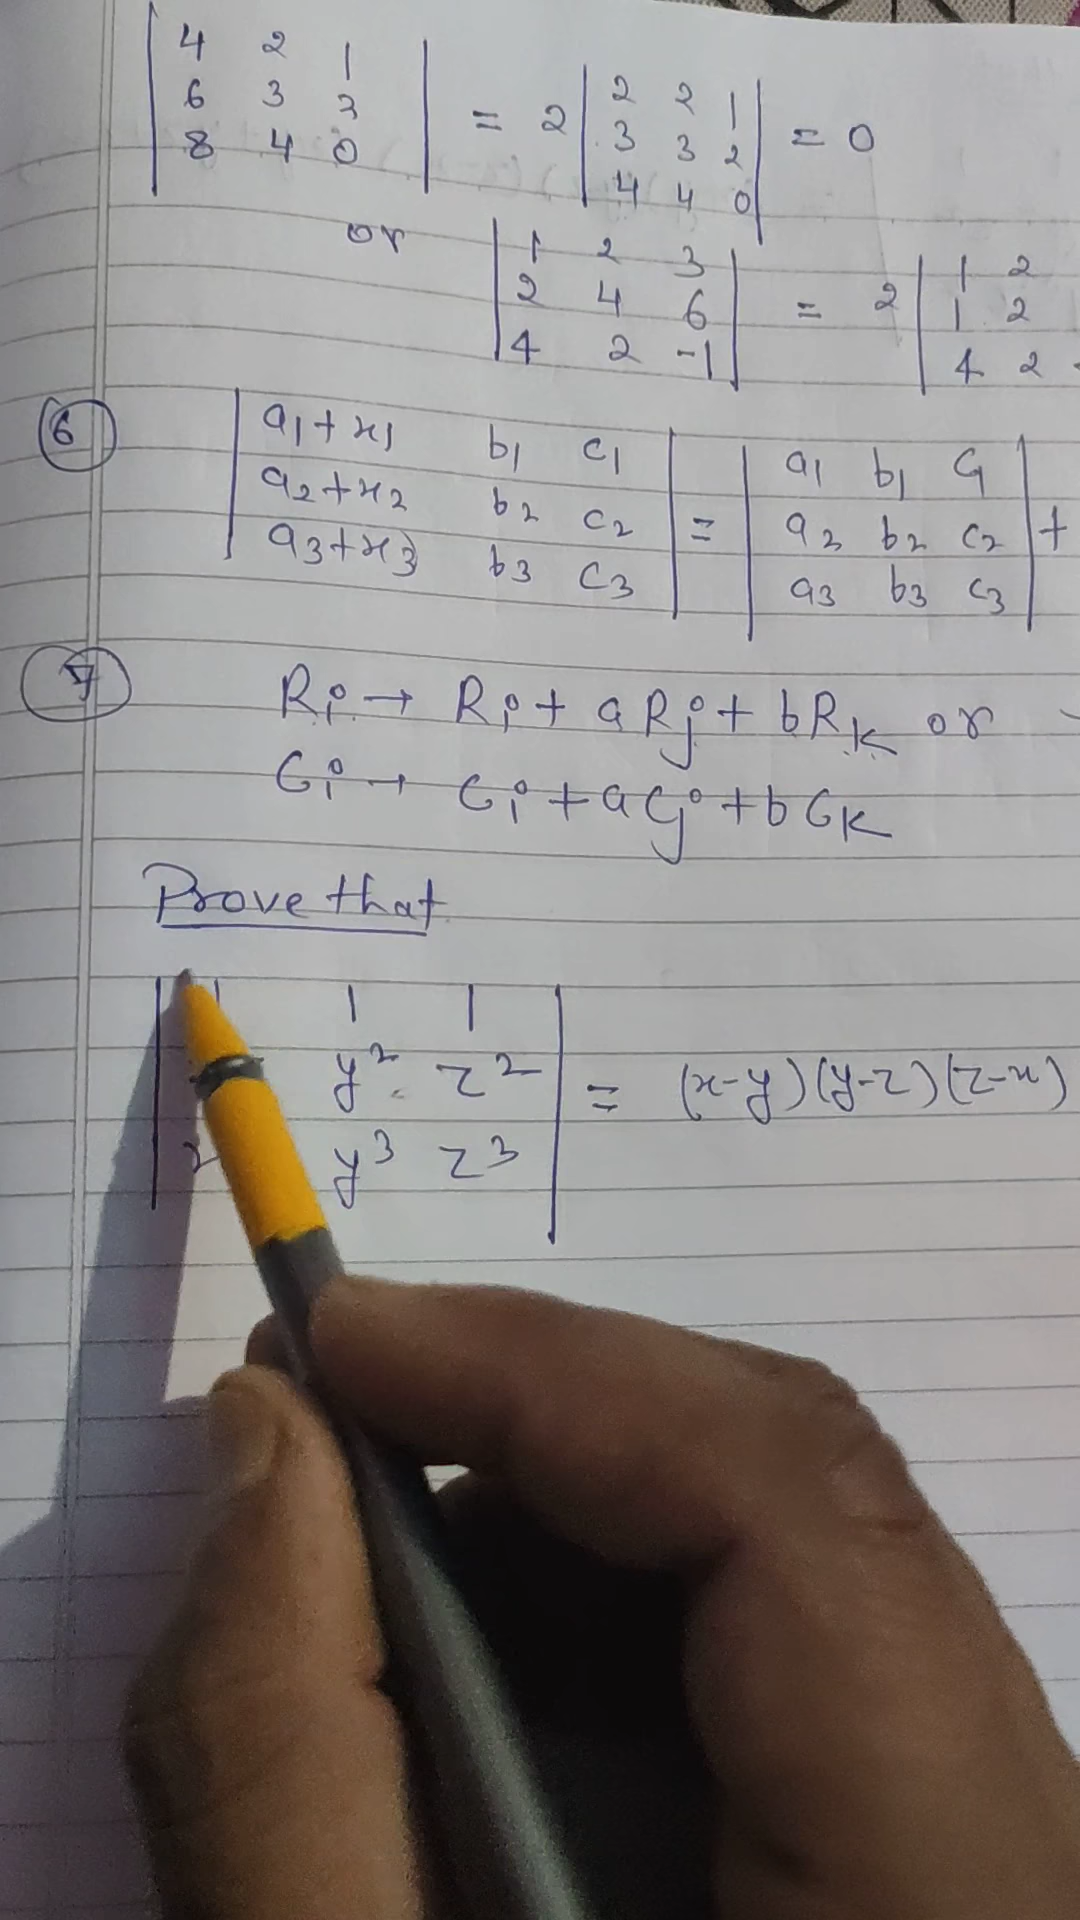 | 4 2 1 | = 2 | 2 2 1 | = 0
| 6 3 2 | | 3 3 2 |
| 8 4 0 | | 4 4 0 |
or | 1 2 3 | = 2 | 1 2
| 2 4 6 | | 1 2
| 4 2 -1 | | 4 2
6 | a1+x1 b1 c1 | = | a1 b1 c1 | +
| a2+x2 b2 c2 | | a2 b2 c2 |
| a3+x3 b3 c3 | | a3 b3 c3 |
7 Ri → Ri + aRj + bRk or
Ci → Ci + aCj + bCk
Prove that
| 1 1 1 |
y² z² | = (x-y)(y-z)(z-x)
y³ z³ |